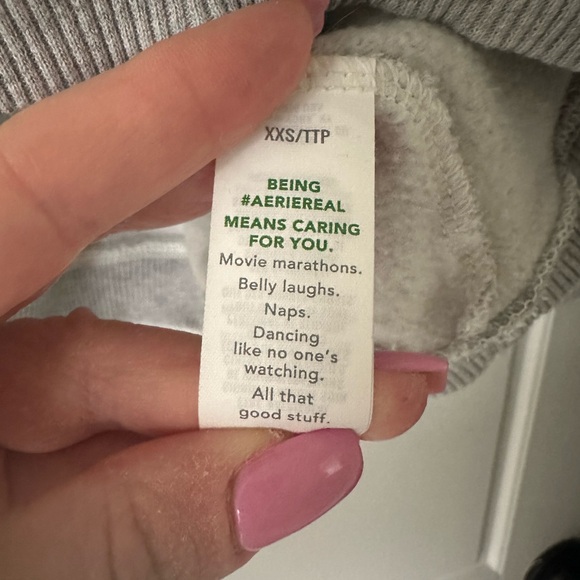 XXS/TTP
BEING
#AERIEREAL
MEANS CARING
FOR YOU.
Movie marathons.
Belly laughs.
Naps.
Dancing
like no one's
watching.
All that
good stuff.